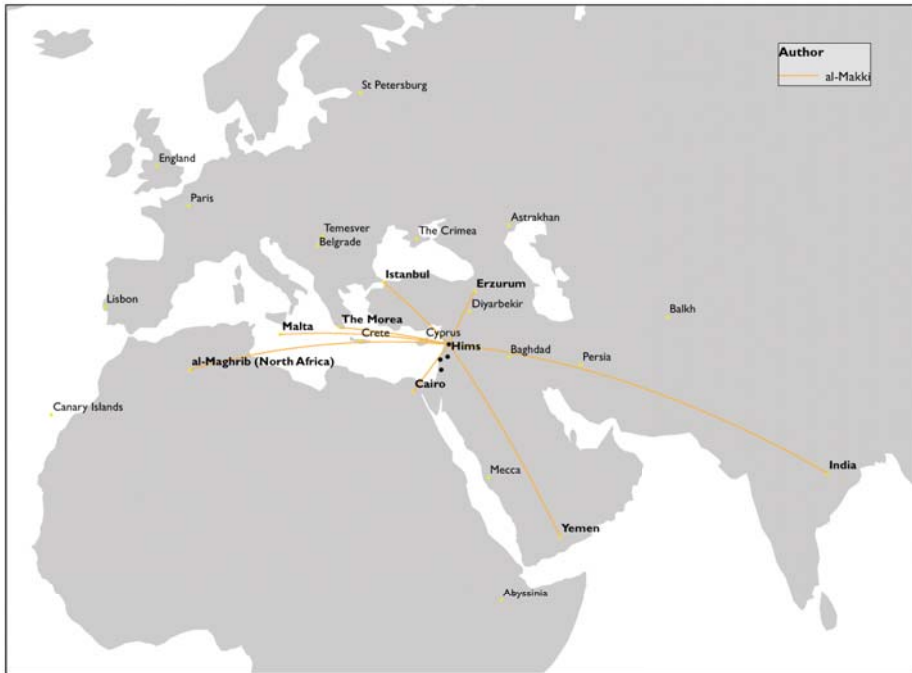 Author
al-Makki
St Petersburg
England
Paris
Temesver
Belgrade
The Crimea
Astrakhan
Istanbul
Erzurum
Diyarbekir
Lisbon
Balkh
Malta
The Morea
Crete
Cyprus
Hims
Baghdad
Persia
al-Maghrib (North Africa)
Cairo
Canary Islands
Mecca
India
Yemen
Abyssinia